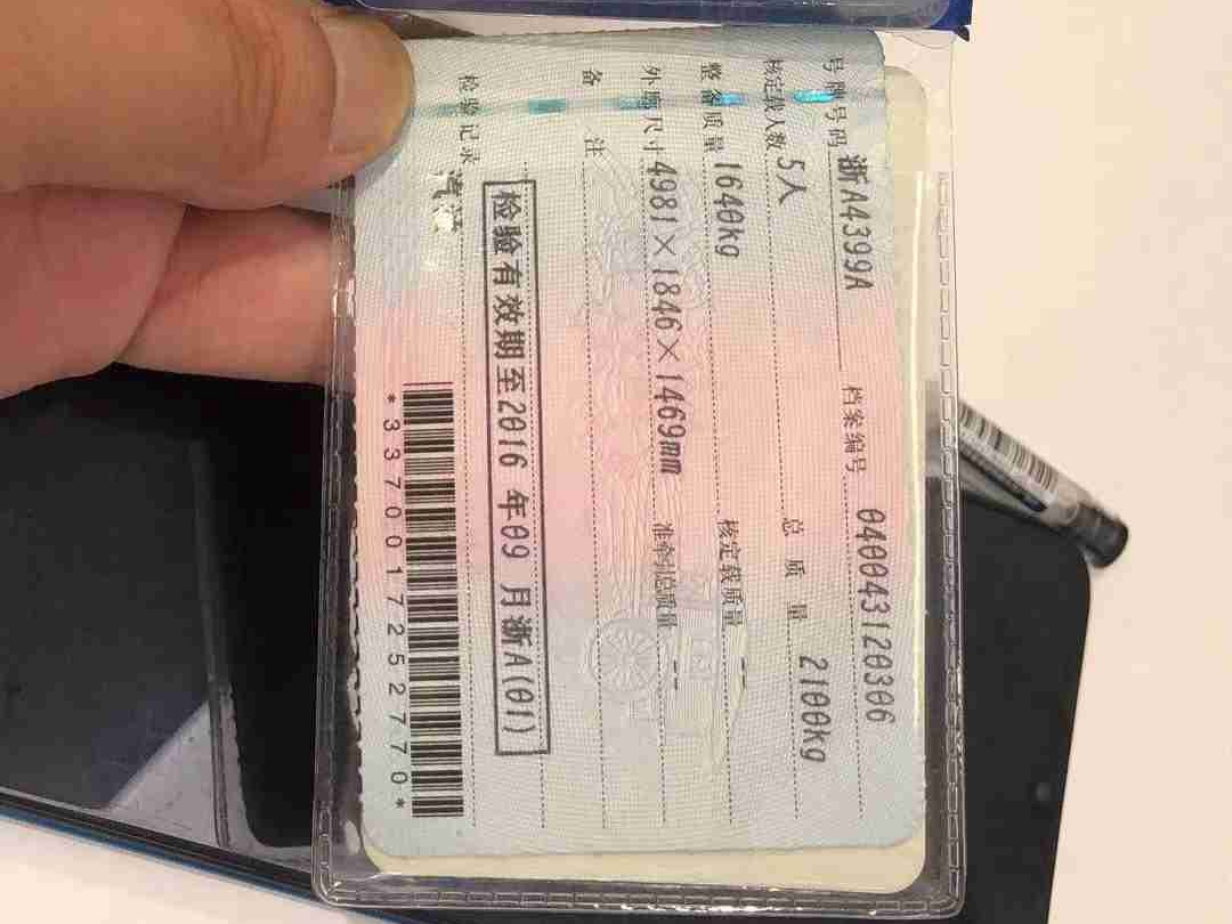 号牌号码 浙A4399A 档案编号 040043120306
核定载人数 5人 总质量 2100kg
整备质量 1640kg 核定载质量 --
外廓尺寸 4981×1846×1469mm 准牵引总质量 --
备注
检验有效期至2016年09月浙A(01)
检验记录 汽油
*3370017252770*